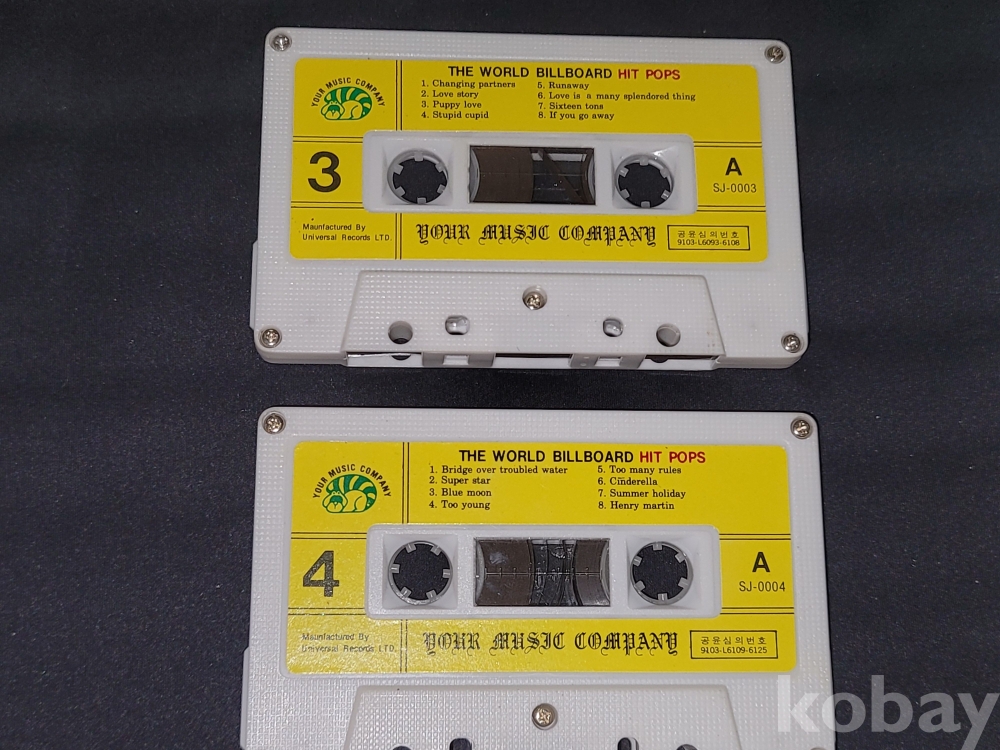 YOUR MUSIC COMPANY
THE WORLD BILLBOARD HIT POPS
1. Changing partners
2. Love story
3. Puppy love
4. Stupid cupid
5. Runaway
6. Love is a many splendored thing
7. Sixteen tons
8. If you go away
3
A
SJ-0003
Maunfactured By
Universal Records LTD.
YOUR MUSIC COMPANY
공윤심의번호
9103-L6093-6108
YOUR MUSIC COMPANY
THE WORLD BILLBOARD HIT POPS
1. Bridge over troubled water
2. Super star
3. Blue moon
4. Too young
5. Too many rules
6. Cinderella
7. Summer holiday
8. Henry martin
4
A
SJ-0004
Maunfactured By
Universal Records LTD.
YOUR MUSIC COMPANY
공윤심의번호
9103-L6109-6125
kobay